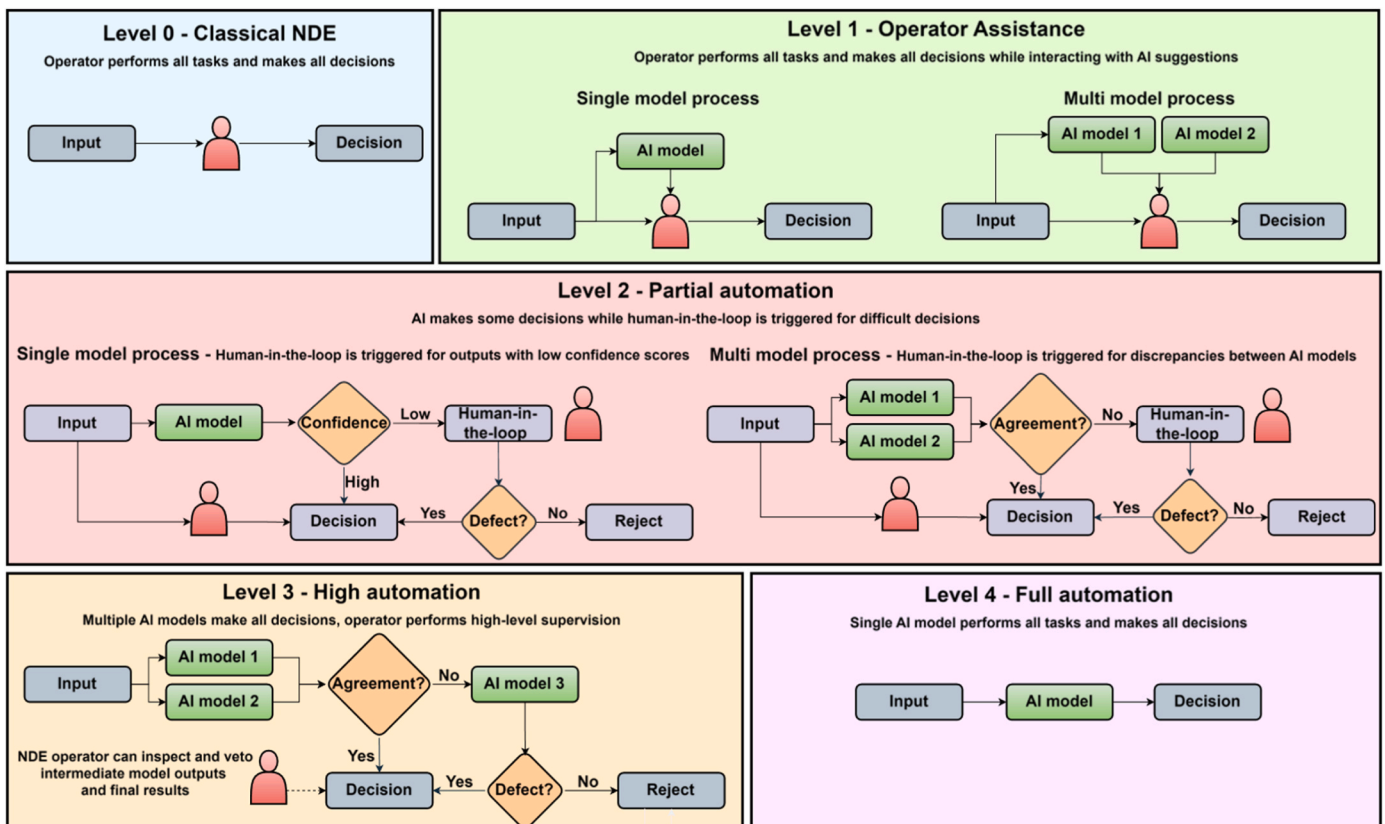 Level 0 - Classical NDE
Operator performs all tasks and makes all decisions
Input
Decision
Level 1 - Operator Assistance
Operator performs all tasks and makes all decisions while interacting with AI suggestions
Single model process
AI model
Input
Decision
Multi model process
AI model 1
AI model 2
Input
Decision
Level 2 - Partial automation
AI makes some decisions while human-in-the-loop is triggered for difficult decisions
Single model process - Human-in-the-loop is triggered for outputs with low confidence scores
Input
AI model
Confidence
Low
Human-in-
the-loop
High
Decision
Yes
Defect?
No
Reject
Multi model process - Human-in-the-loop is triggered for discrepancies between AI models
Input
AI model 1
AI model 2
Agreement?
No
Human-in-
the-loop
Yes
Decision
Yes
Defect?
No
Reject
Level 3 - High automation
Multiple AI models make all decisions, operator performs high-level supervision
Input
AI model 1
AI model 2
Agreement?
No
AI model 3
Yes
NDE operator can inspect and veto
intermediate model outputs
and final results
Decision
Yes
Defect?
No
Reject
Level 4 - Full automation
Single AI model performs all tasks and makes all decisions
Input
AI model
Decision